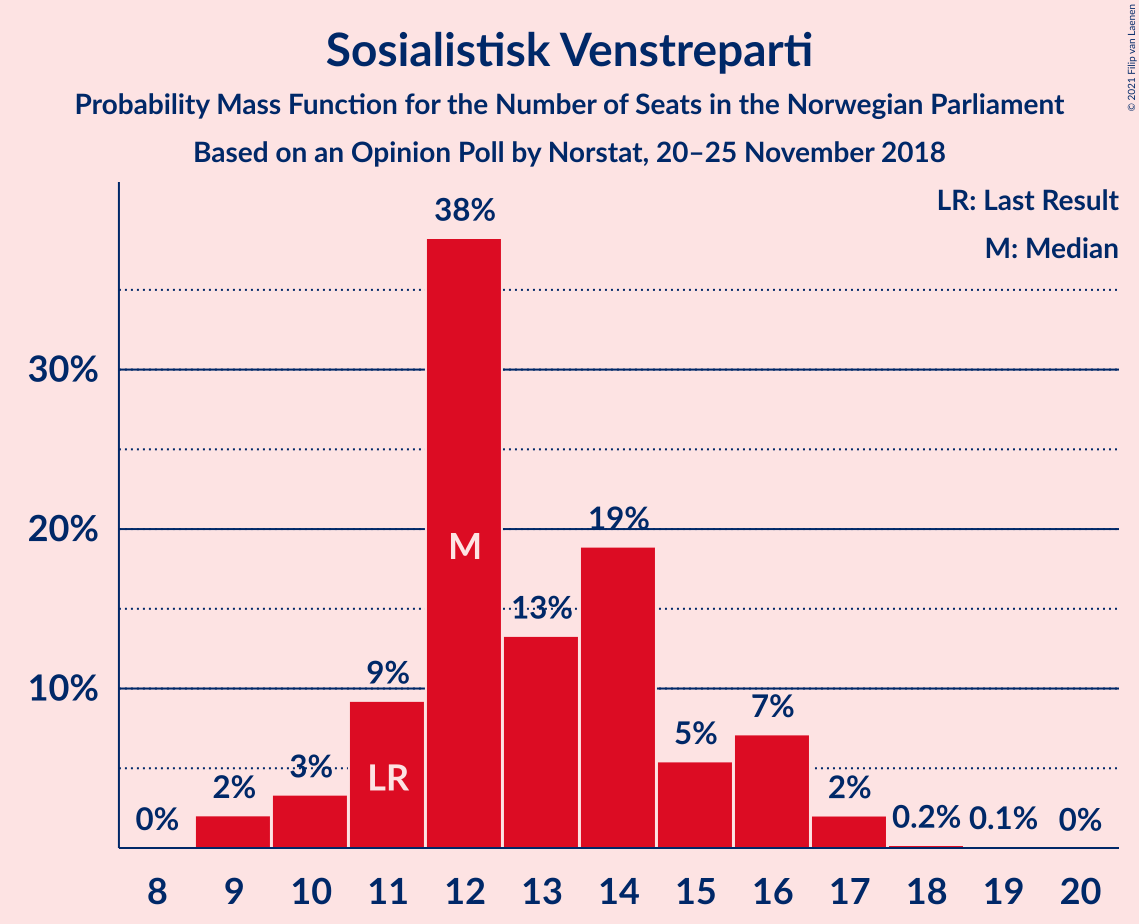 Sosialistisk Venstreparti
Probability Mass Function for the Number of Seats in the Norwegian Parliament
Based on an Opinion Poll by Norstat, 20–25 November 2018
© 2021 Filip van Laenen
LR: Last Result
M: Median
38%
30%
20%
19%
M
13%
10%
9%
7%
5%
3%
LR
2%
2%
0%
0.2%
0.1%
0%
8 9 10 11 12 13 14 15 16 17 18 19 20